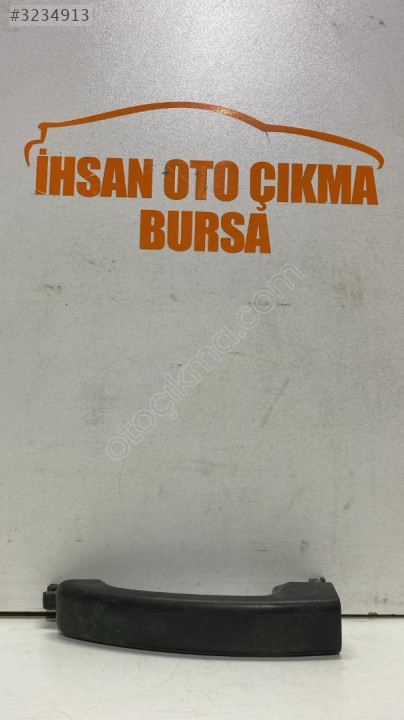 #3234913
İHSAN OTO ÇIKMA
BURSA
otoçıkma.com